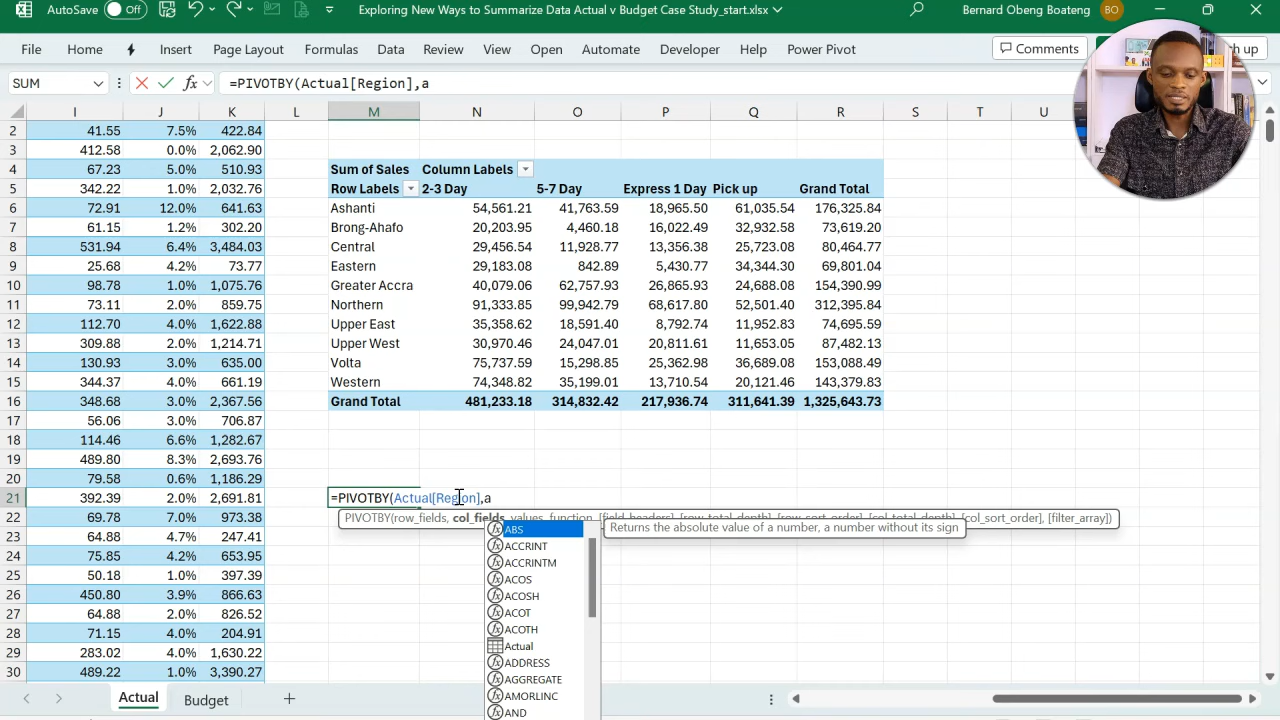 AutoSave Off Exploring New Ways to Summarize Data Actual v Budget Case Study_start.xlsx Bernard Obeng Boateng BO
File Home Insert Page Layout Formulas Data Review View Open Automate Developer Help Power Pivot Comments up
SUM fx =PIVOTBY(Actual[Region],a
I J K L M N O P Q R S T U
2 41.55 7.5% 422.84
3 412.58 0.0% 2,062.90
4 67.23 5.0% 510.93 Sum of Sales Column Labels
5 342.22 1.0% 2,032.76 Row Labels 2-3 Day 5-7 Day Express 1 Day Pick up Grand Total
6 72.91 12.0% 641.63 Ashanti 54,561.21 41,763.59 18,965.50 61,035.54 176,325.84
7 61.15 1.2% 302.20 Brong-Ahafo 20,203.95 4,460.18 16,022.49 32,932.58 73,619.20
8 531.94 6.4% 3,484.03 Central 29,456.54 11,928.77 13,356.38 25,723.08 80,464.77
9 25.68 4.2% 73.77 Eastern 29,183.08 842.89 5,430.77 34,344.30 69,801.04
10 98.78 1.0% 1,075.76 Greater Accra 40,079.06 62,757.93 26,865.93 24,688.08 154,390.99
11 73.11 2.0% 859.75 Northern 91,333.85 99,942.79 68,617.80 52,501.40 312,395.84
12 112.70 4.0% 1,622.88 Upper East 35,358.62 18,591.40 8,792.74 11,952.83 74,695.59
13 309.88 2.0% 1,214.71 Upper West 30,970.46 24,047.01 20,811.61 11,653.05 87,482.13
14 130.93 3.0% 635.00 Volta 75,737.59 15,298.85 25,362.98 36,689.08 153,088.49
15 344.37 4.0% 661.19 Western 74,348.82 35,199.01 13,710.54 20,121.46 143,379.83
16 348.68 3.0% 2,367.56 Grand Total 481,233.18 314,832.42 217,936.74 311,641.39 1,325,643.73
17 56.06 3.0% 706.87
18 114.46 6.6% 1,282.67
19 489.80 8.3% 2,693.76
20 79.58 0.6% 1,186.29
21 392.39 2.0% 2,691.81 =PIVOTBY(Actual[Region],a
22 69.78 7.0% 973.38 PIVOTBY(row_fields, col_fields, values, function, [field_headers], [row_total_depth], [row_sort_order], [col_total_depth], [col_sort_order], [filter_array])
ABS Returns the absolute value of a number, a number without its sign
23 64.88 4.7% 247.41 ACCRINT
24 75.85 4.2% 653.95 ACCRINTM
25 50.18 1.0% 397.39 ACOS
26 450.80 3.9% 866.63 ACOSH
27 64.88 2.0% 826.52 ACOT
28 71.15 4.0% 204.91 ACOTH
29 283.02 4.0% 1,630.22 Actual
30 489.22 1.0% 3,390.27 ADDRESS
AGGREGATE
AMORLINC
AND
Actual Budget